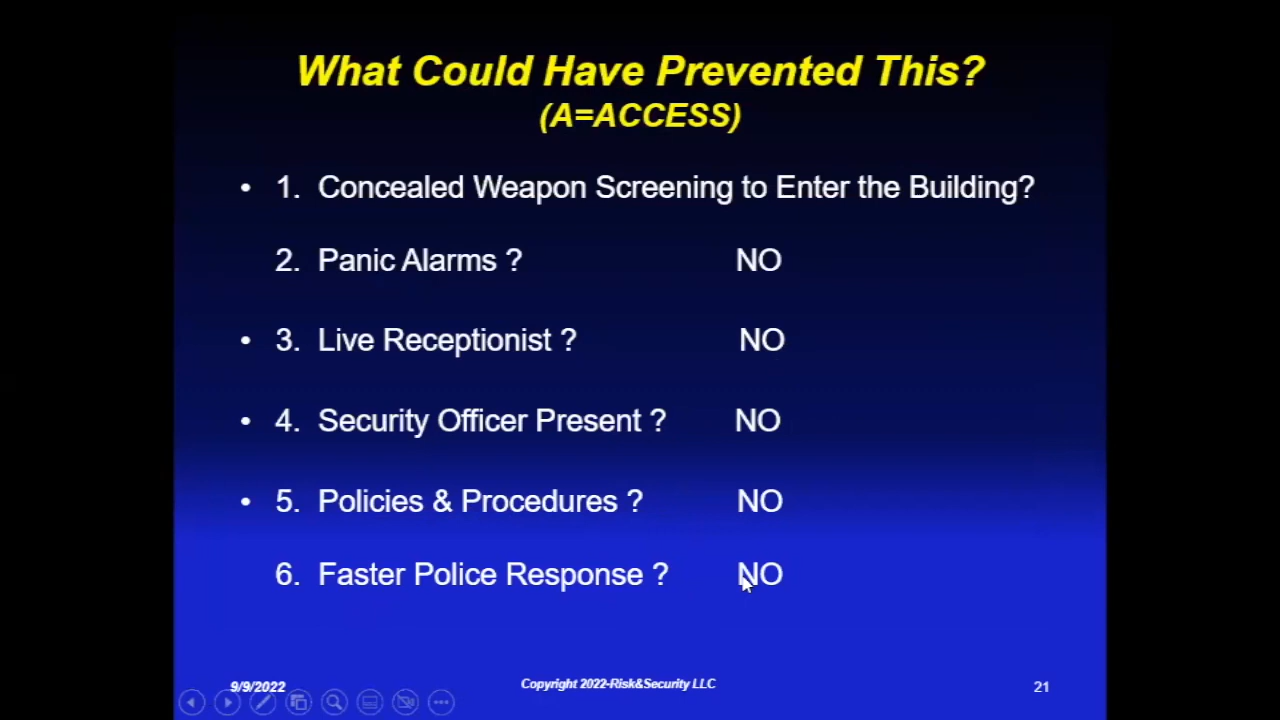 What Could Have Prevented This?
(A=ACCESS)
• 1. Concealed Weapon Screening to Enter the Building?
2. Panic Alarms ? NO
• 3. Live Receptionist ? NO
• 4. Security Officer Present ? NO
• 5. Policies & Procedures ? NO
6. Faster Police Response ? NO
9/9/2022 Copyright 2022-Risk&Security LLC 21